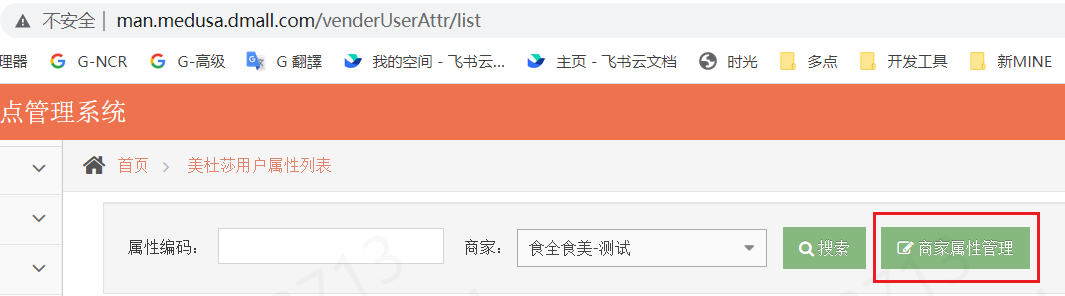 不安全 | man.medusa.dmall.com/venderUserAttr/list
理器 G-NCR G-高级 G 翻譯 我的空间 - 飞书云... 主页 - 飞书云文档 时光 多点 开发工具 新MINE
点管理系统
首页 > 美杜莎用户属性列表
属性编码： 商家： 食全食美-测试 搜索 商家属性管理